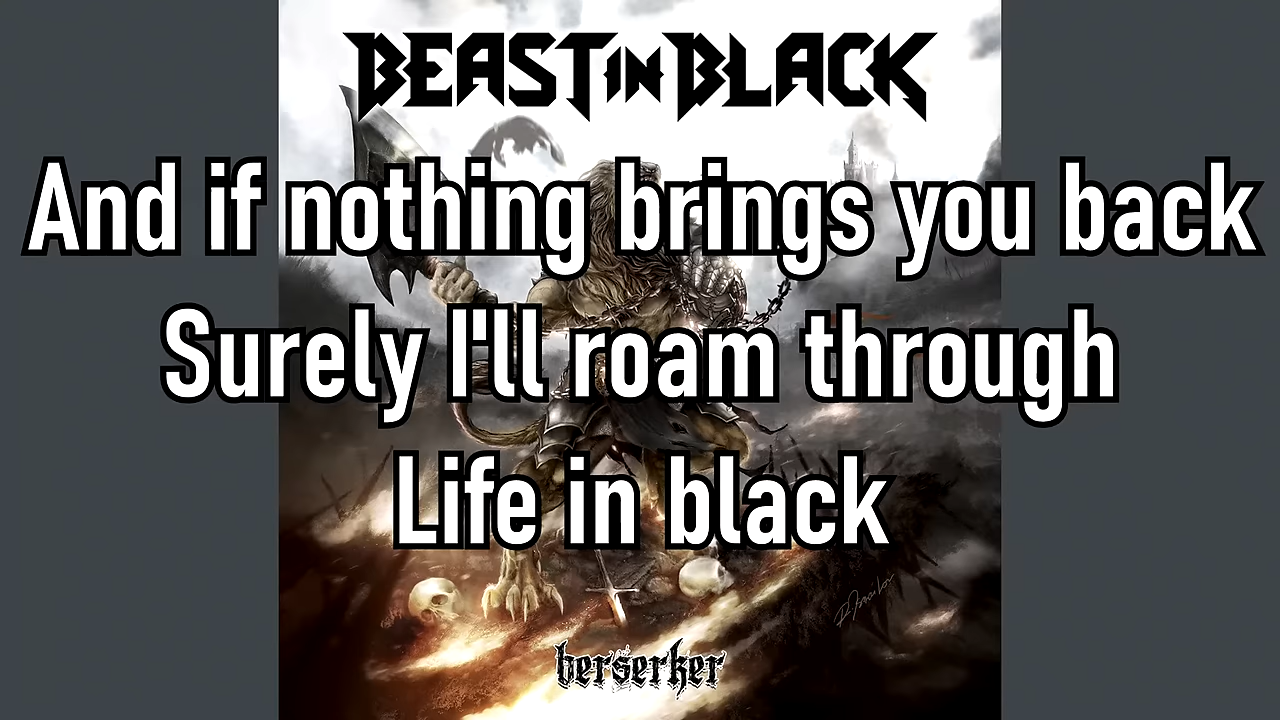 BEAST IN BLACK
And if nothing brings you back
Surely I'll roam through
Life in black
berserker